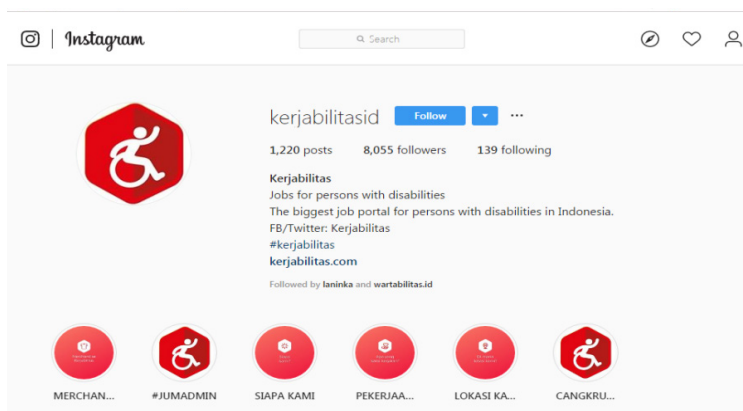 Instagram
Search
kerjabilitasid Follow ...
1,220 posts 8,055 followers 139 following
Kerjabilitas
Jobs for persons with disabilities
The biggest job portal for persons with disabilities in Indonesia.
FB/Twitter: Kerjabilitas
#kerjabilitas
kerjabilitas.com
Followed by laninka and wartabilitas.id
MERCHAN... #JUMADMIN SIAPA KAMI PEKERJAA... LOKASI KA... CANGKRU...